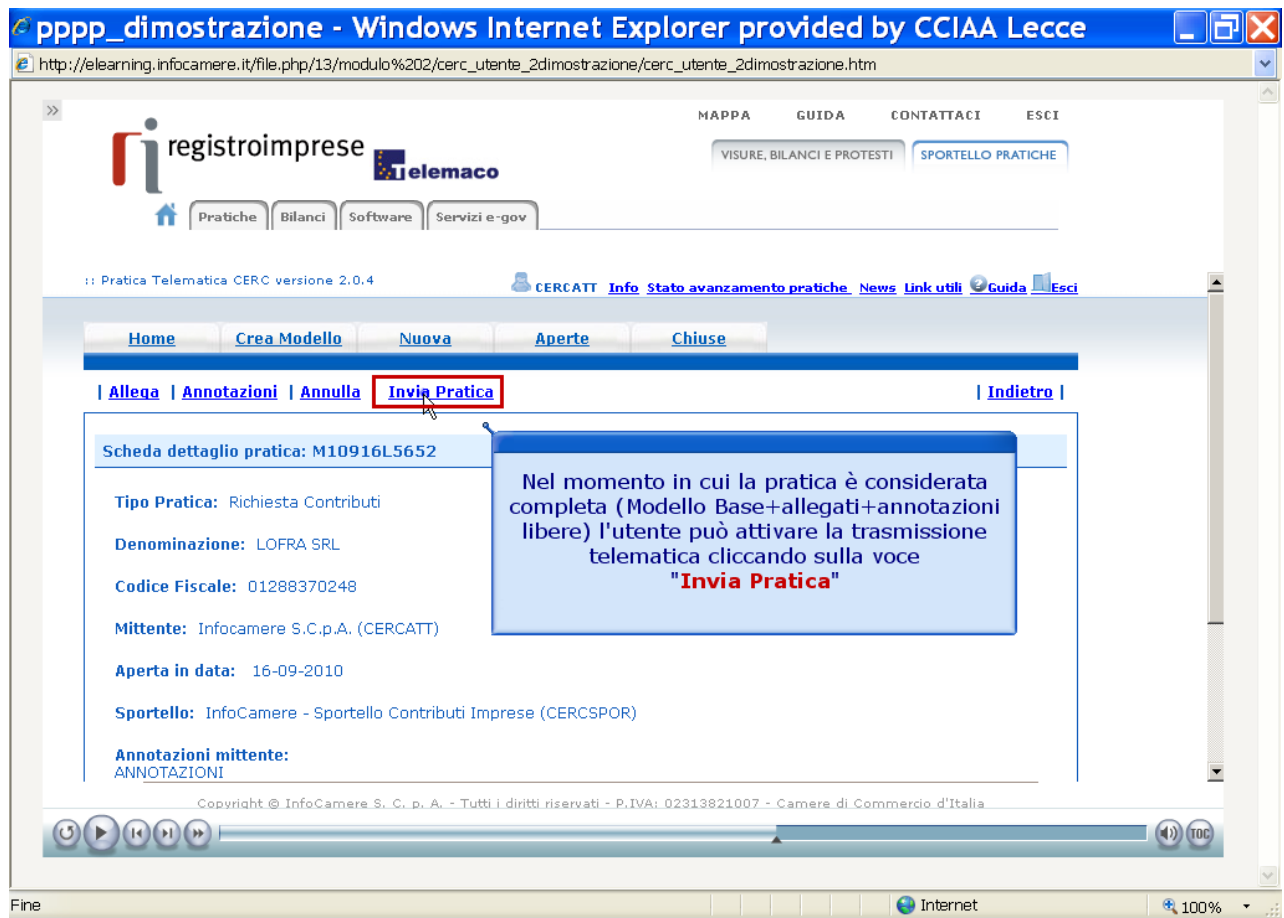 pppp_dimostrazione - Windows Internet Explorer provided by CCIAA Lecce
http://elearning.infocamere.it/file.php/13/modulo%202/cerc_utente_2dimostrazione/cerc_utente_2dimostrazione.htm
MAPPA GUIDA CONTATTACI ESCI
registroimprese Telemaco
VISURE, BILANCI E PROTESTI SPORTELLO PRATICHE
Pratiche Bilanci Software Servizi e-gov
:: Pratica Telematica CERC versione 2.0.4
CERCATT Info Stato avanzamento pratiche News Link utili Guida Esci
Home Crea Modello Nuova Aperte Chiuse
| Allega | Annotazioni | Annulla Invia Pratica | Indietro |
Scheda dettaglio pratica: M10916L5652
Tipo Pratica: Richiesta Contributi
Denominazione: LOFRA SRL
Codice Fiscale: 01288370248
Mittente: Infocamere S.C.p.A. (CERCATT)
Aperta in data: 16-09-2010
Sportello: InfoCamere - Sportello Contributi Imprese (CERCSPOR)
Annotazioni mittente:
ANNOTAZIONI
Nel momento in cui la pratica è considerata
completa (Modello Base+allegati+annotazioni
libere) l'utente può attivare la trasmissione
telematica cliccando sulla voce
"Invia Pratica"
Copyright © InfoCamere S. C. p. A. - Tutti i diritti riservati - P.IVA: 02313821007 - Camere di Commercio d'Italia
TOC
Fine Internet 100%